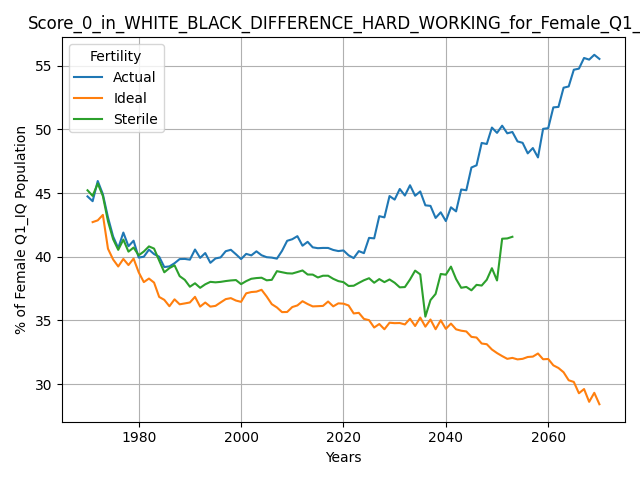 Score_0_in_WHITE_BLACK_DIFFERENCE_HARD_WORKING_for_Female_Q1_
Fertility
Actual
Ideal
Sterile
% of Female Q1_IQ Population
55
50
45
40
35
30
1980
2000
2020
2040
2060
Years